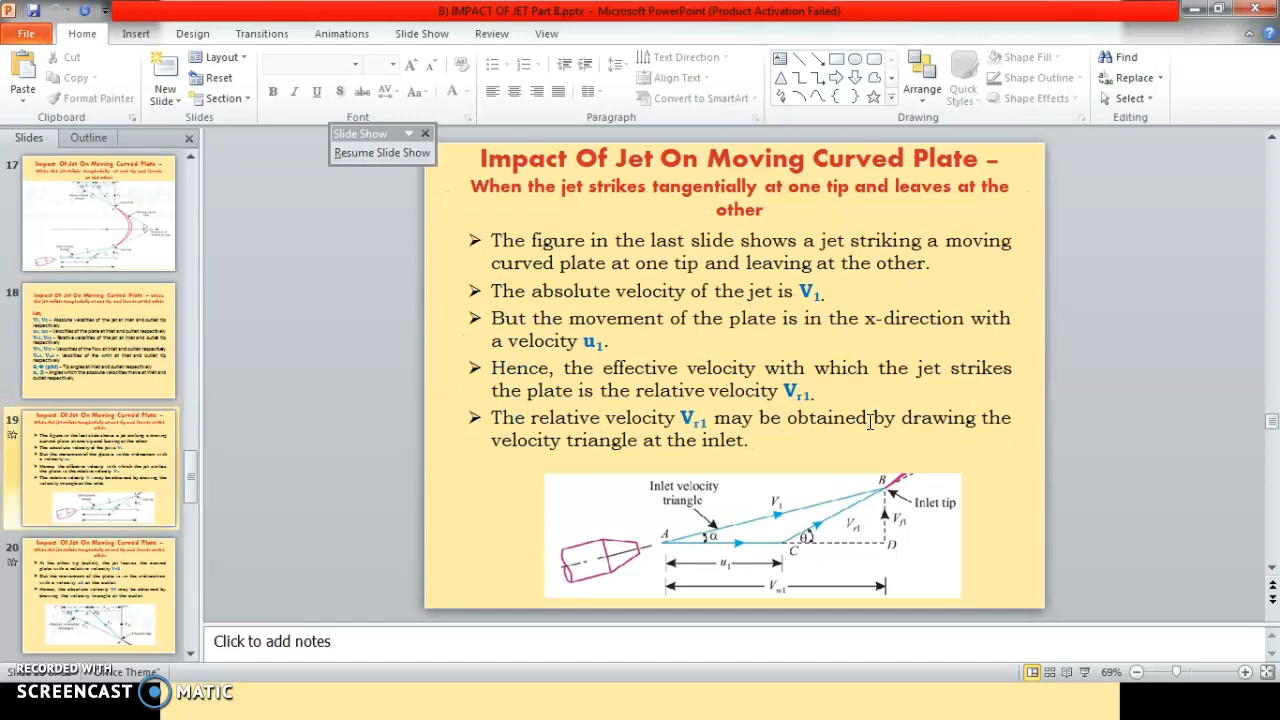 B) IMPACT OF JET Part II.pptx - Microsoft PowerPoint (Product Activation Failed)
File Home Insert Design Transitions Animations Slide Show Review View
Paste
Cut
Copy
Format Painter
Clipboard
New Slide
Layout
Reset
Section
Slides
Font
Paragraph
Text Direction
Align Text
Convert to SmartArt
Arrange
Quick Styles
Shape Fill
Shape Outline
Shape Effects
Drawing
Find
Replace
Select
Editing
Slides Outline
Slide Show
Resume Slide Show
17
18
19
20
Impact Of Jet On Moving Curved Plate –
When the jet strikes tangentially at one tip and leaves at the
other
➢ The figure in the last slide shows a jet striking a moving
curved plate at one tip and leaving at the other.
➢ The absolute velocity of the jet is V1.
➢ But the movement of the plate is in the x-direction with
a velocity u1.
➢ Hence, the effective velocity with which the jet strikes
the plate is the relative velocity Vr1.
➢ The relative velocity Vr1 may be obtained by drawing the
velocity triangle at the inlet.
Inlet velocity
triangle
V1
B
Inlet tip
Vr1
Vf1
A
α
θ
C
D
u1
Vw1
Click to add notes
Office Theme
69%
RECORDED WITH
SCREENCAST MATIC